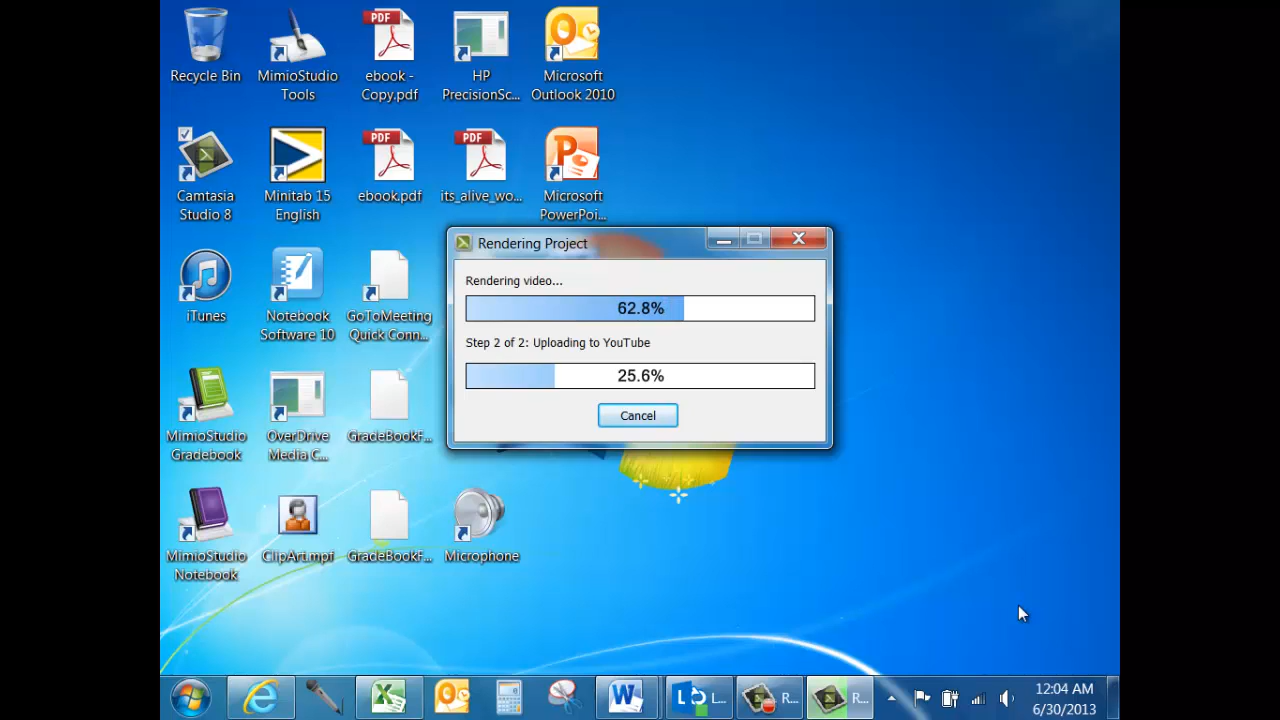 Recycle Bin
MimioStudio
Tools
PDF
ebook -
Copy.pdf
HP
PrecisionSc...
Microsoft
Outlook 2010
Camtasia
Studio 8
Minitab 15
English
PDF
ebook.pdf
PDF
its_alive_wo...
Microsoft
PowerPoi...
iTunes
Notebook
Software 10
GoToMeeting
Quick Conn...
MimioStudio
Gradebook
OverDrive
Media C...
GradeBookF...
MimioStudio
Notebook
ClipArt.mpf
GradeBookF...
Microphone
Rendering Project
Rendering video...
62.8%
Step 2 of 2: Uploading to YouTube
25.6%
Cancel
L...
R...
R...
12:04 AM
6/30/2013